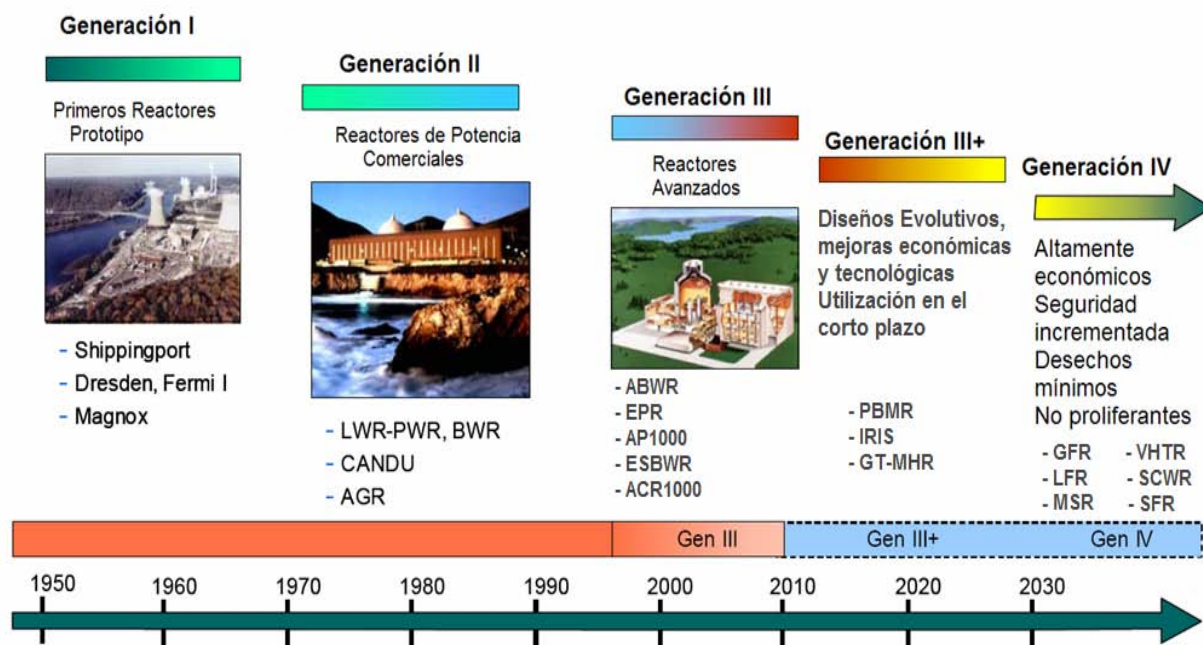 Generación I
Primeros Reactores
Prototipo
- Shippingport
- Dresden, Fermi I
- Magnox
Generación II
Reactores de Potencia
Comerciales
- LWR-PWR, BWR
- CANDU
- AGR
Generación III
Reactores
Avanzados
- ABWR
- EPR
- AP1000
- ESBWR
- ACR1000
Generación III+
Diseños Evolutivos,
mejoras económicas
y tecnológicas
Utilización en el
corto plazo
- PBMR
- IRIS
- GT-MHR
Generación IV
Altamente
económicos
Seguridad
incrementada
Desechos
mínimos
No proliferantes
- GFR - VHTR
- LFR - SCWR
- MSR - SFR
Gen III Gen III+ Gen IV
1950 1960 1970 1980 1990 2000 2010 2020 2030